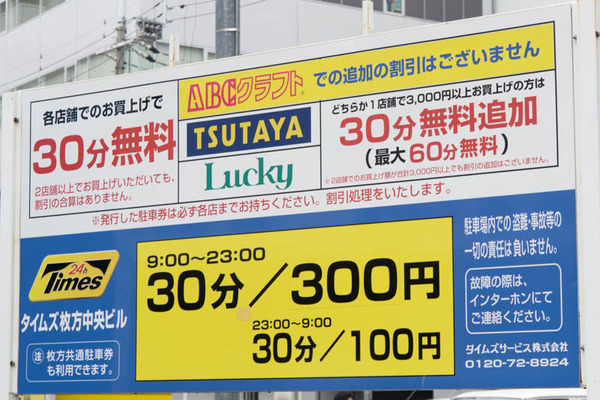 ABCクラフト での追加の割引はございません
各店舗でのお買上げで
30分無料
2店舗以上でお買上げいただいても、
割引の合算はありません。
TSUTAYA
Lucky
どちらか1店舗で3,000円以上お買上げの方は
30分無料追加
(最大60分無料)
※2店舗でのお買上げ額が合計3,000円以上でも割引の追加はございません。
※発行した駐車券は必ず各店までお持ちください。割引処理をいたします。
24h
Times
タイムズ枚方中央ビル
注 枚方共通駐車券
も利用できます。
9:00〜23:00
30分/300円
23:00〜9:00
30分/100円
駐車場内での盗難・事故等の
一切の責任は負いません。
故障の際は、
インターホンにて
ご連絡ください。
タイムズサービス株式会社
0120-72-8924